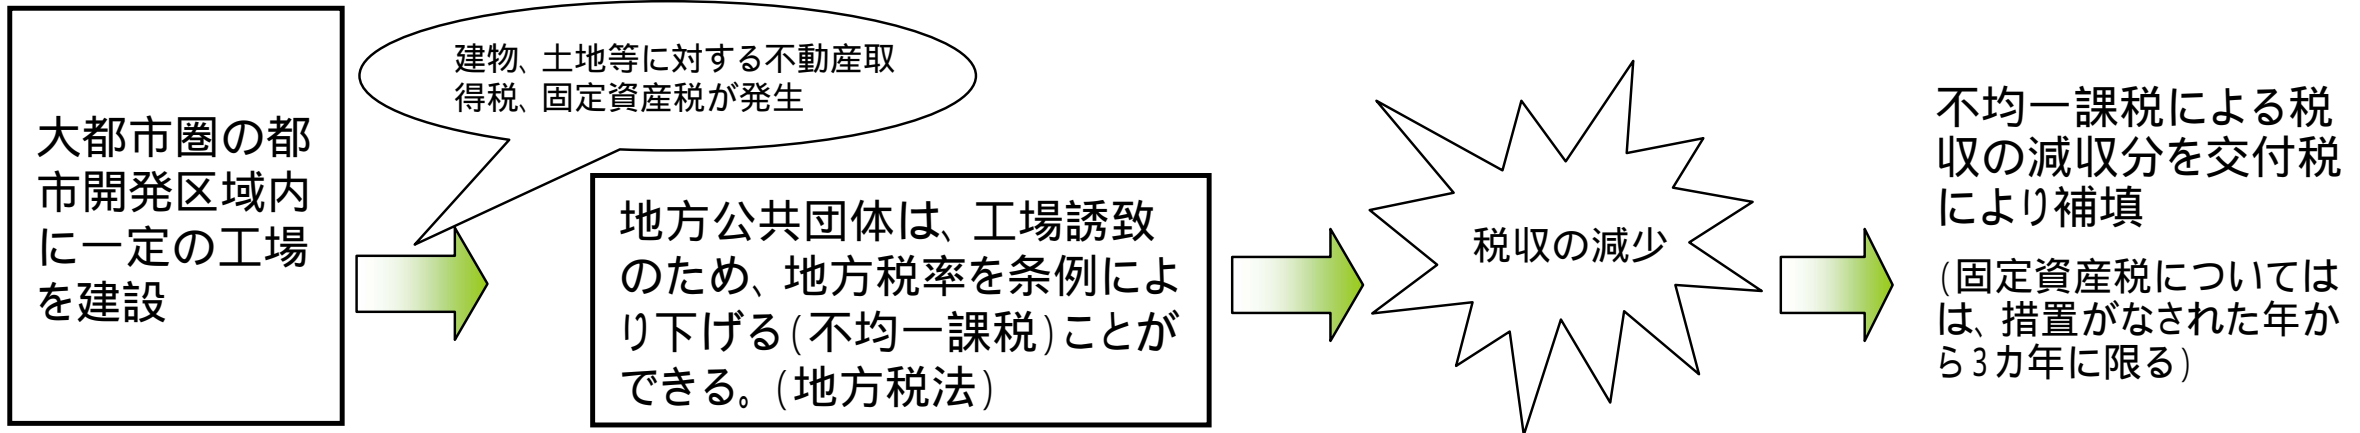 大都市圏の都
市開発区域内
に一定の工場
を建設
建物、土地等に対する不動産取
得税、固定資産税が発生
地方公共団体は、工場誘致
のため、地方税率を条例によ
り下げる(不均一課税)ことが
できる。(地方税法)
税収の減少
不均一課税による税
収の減収分を交付税
により補填
(固定資産税については
は、措置がなされた年か
ら3カ年に限る)